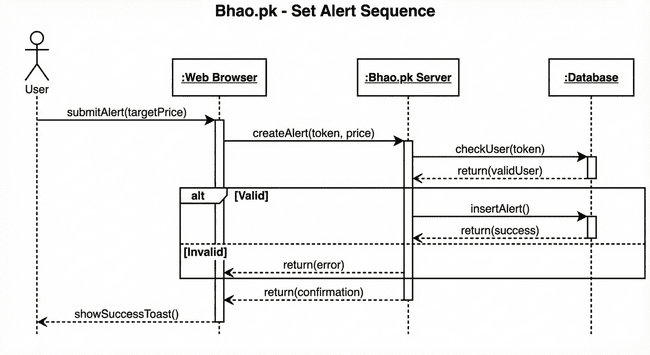 Bhao.pk - Set Alert Sequence
User
:Web Browser
:Bhao.pk Server
:Database
submitAlert(targetPrice)
createAlert(token, price)
checkUser(token)
return(validUser)
alt [Valid]
insertAlert()
return(success)
[Invalid]
return(error)
return(confirmation)
showSuccessToast()